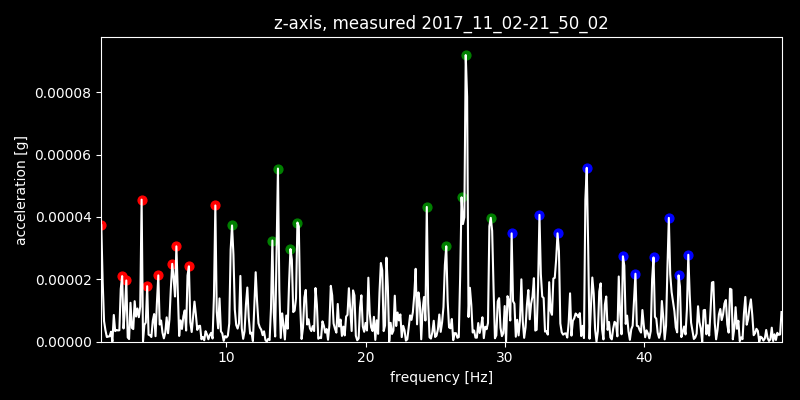 z-axis, measured 2017_11_02-21_50_02
acceleration [g]
0.00008
0.00006
0.00004
0.00002
0.00000
10 20 30 40
frequency [Hz]